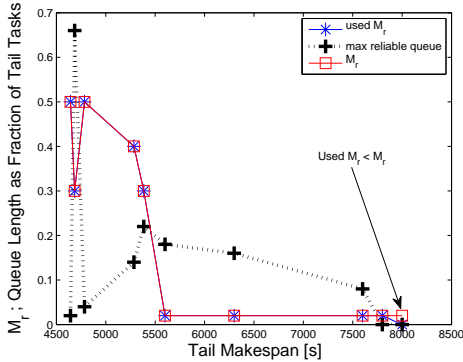 used M_r
max reliable queue
M_r
M_r ; Queue Length as Fraction of Tail Tasks
0.7
0.6
0.5
0.4
0.3
0.2
0.1
0
Used M_r < M_r
4500 5000 5500 6000 6500 7000 7500 8000 8500
Tail Makespan [s]